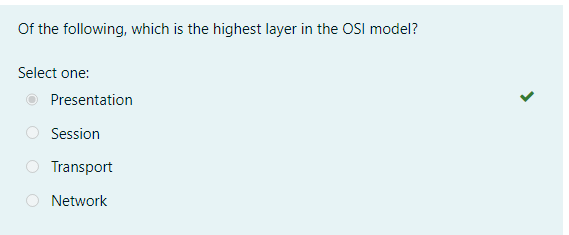 Of the following, which is the highest layer in the OSI model?
Select one:
Presentation
Session
Transport
Network